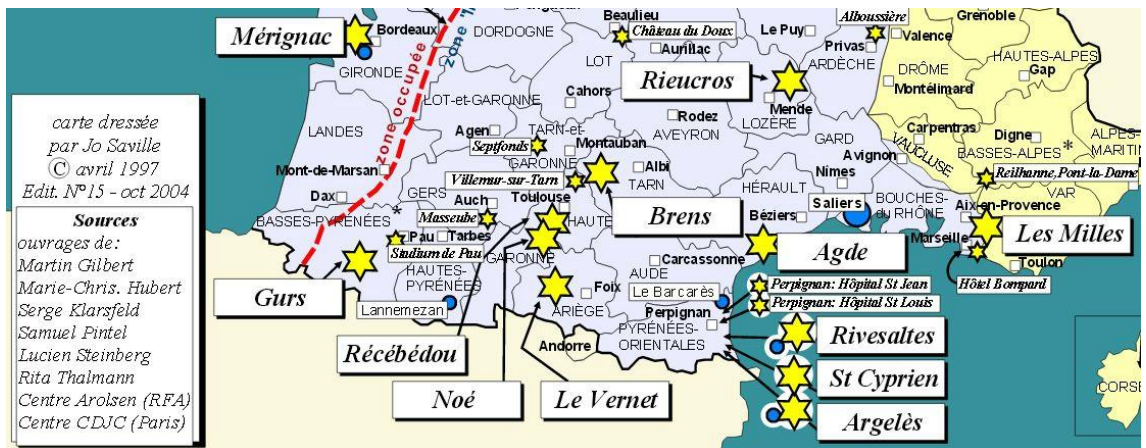 Mérignac
Bordeaux
GIRONDE
DORDOGNE
Beaulieu
Château du Doux
Aurillac
Le Puy
Alboussière
Valence
Privas
ARDÈCHE
Grenoble
HAUTES-ALPES
Gap
DRÔME
Montélimard
zone occupée
LOT
LOT-et-GARONNE
Cahors
Rieucros
Mende
LOZÈRE
Rodez
AVEYRON
LANDES
Agen
Septfonds
TARN-et-
GARONNE
Montauban
Albi
TARN
GARD
Carpentras
VAUCLUSE
Avignon
Digne
BASSES-ALPES *
ALPES-
MARITIM
Reilhanne, Pont-la-Dame
Mont-de-Marsan
Dax
GERS
Auch
Villemur-sur-Tarn
Brens
HÉRAULT
Nîmes
Saliers
BOUCHES-
du-RHÔNE
VAR
Aix-en-Provence
Marseille
Les Milles
Toulon
Hôtel Bompard
BASSES-PYRÉNÉES *
Masseube
Toulouse
HAUTE
GARONNE
Béziers
Agde
Pau
Tarbes
Stadium de Pau
Gurs
HAUTES-
PYRÉNÉES
Lannemezan
Carcassonne
AUDE
Le Barcarès
Perpignan: Hôpital St Jean
Perpignan: Hôpital St Louis
Foix
ARIÈGE
Perpignan
PYRÉNÉES-
ORIENTALES
Andorre
Récébédou
Noé
Le Vernet
Rivesaltes
St Cyprien
Argelès
CORSE
carte dressée
par Jo Saville
© avril 1997
Edit. N°15 - oct 2004
Sources
ouvrages de:
Martin Gilbert
Marie-Chris. Hubert
Serge Klarsfeld
Samuel Pintel
Lucien Steinberg
Rita Thalmann
Centre Arolsen (RFA)
Centre CDJC (Paris)